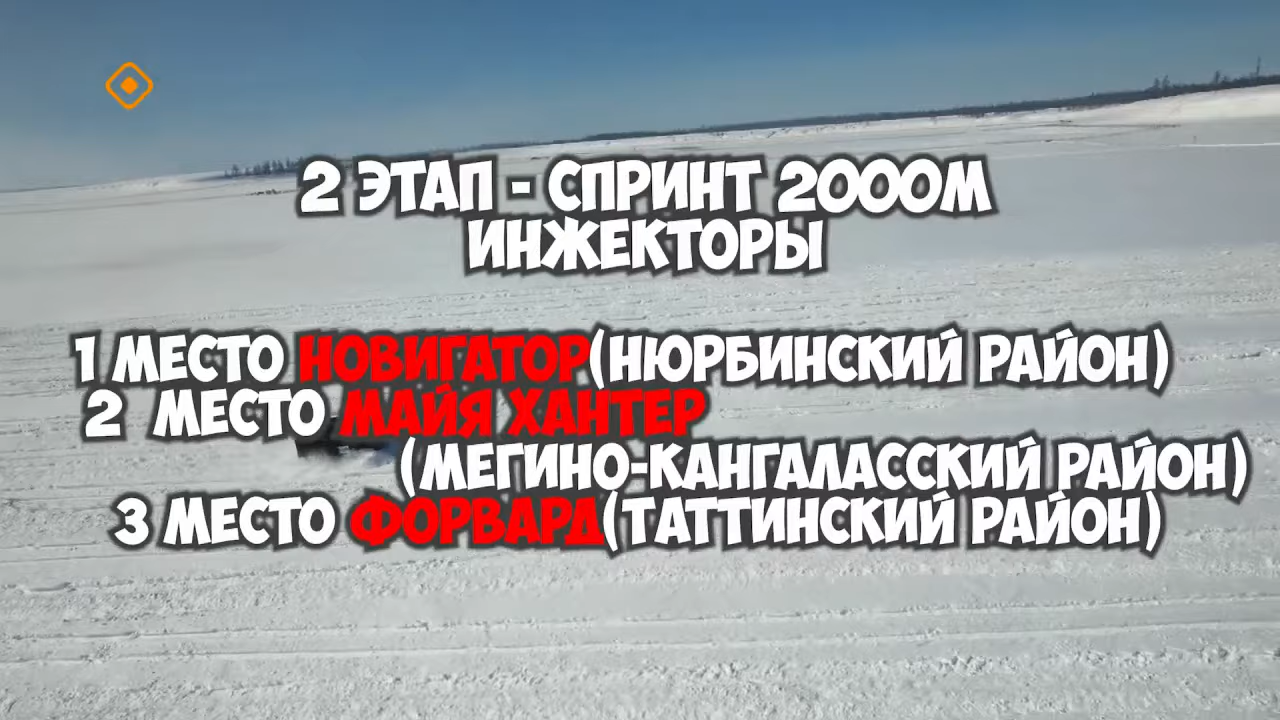 2 ЭТАП - СПРИНТ 2000М
ИНЖЕКТОРЫ
1 МЕСТО НОВИГАТОР(НЮРБИНСКИЙ РАЙОН)
2 МЕСТО МАЙЯ ХАНТЕР
(МЕГИНО-КАНГАЛАССКИЙ РАЙОН)
3 МЕСТО ФОРВАРД(ТАТТИНСКИЙ РАЙОН)